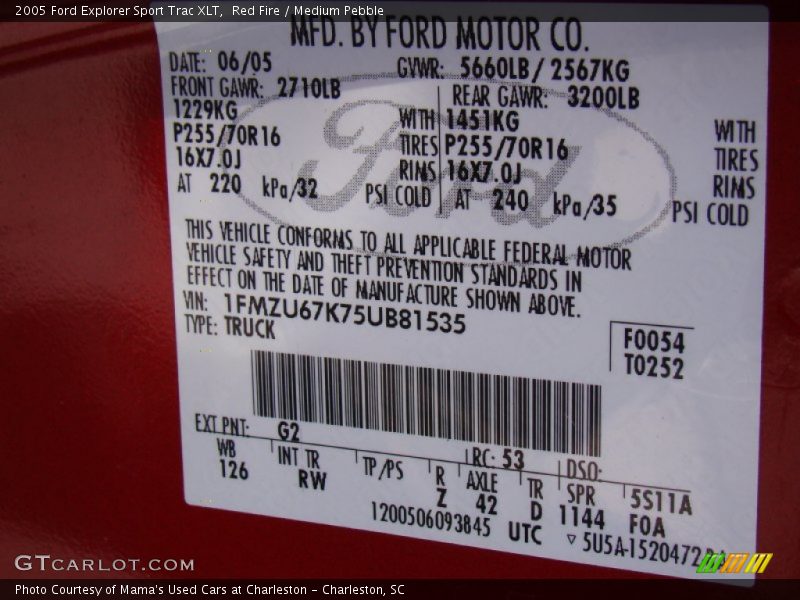 2005 Ford Explorer Sport Trac XLT, Red Fire / Medium Pebble
MFD. BY FORD MOTOR CO.
DATE: 06/05 GVWR: 5660LB / 2567KG
FRONT GAWR: 2710LB REAR GAWR: 3200LB
1229KG WITH 1451KG WITH
P255/70R16 TIRES P255/70R16 TIRES
16X7.0J RIMS 16X7.0J RIMS
AT 220 kPa/32 PSI COLD AT 240 kPa/35 PSI COLD
Ford
THIS VEHICLE CONFORMS TO ALL APPLICABLE FEDERAL MOTOR
VEHICLE SAFETY AND THEFT PREVENTION STANDARDS IN
EFFECT ON THE DATE OF MANUFACTURE SHOWN ABOVE.
VIN: 1FMZU67K75UB81535
TYPE: TRUCK
F0054
T0252
EXT PNT: G2 RC: 53 DSO:
WB INT TR TP/PS R AXLE TR SPR 5S11A
126 RW Z 42 D 1144 F0A
1200506093845 UTC ▽ 5U5A-1520472
GTCARLOT.COM
Photo Courtesy of Mama's Used Cars at Charleston - Charleston, SC